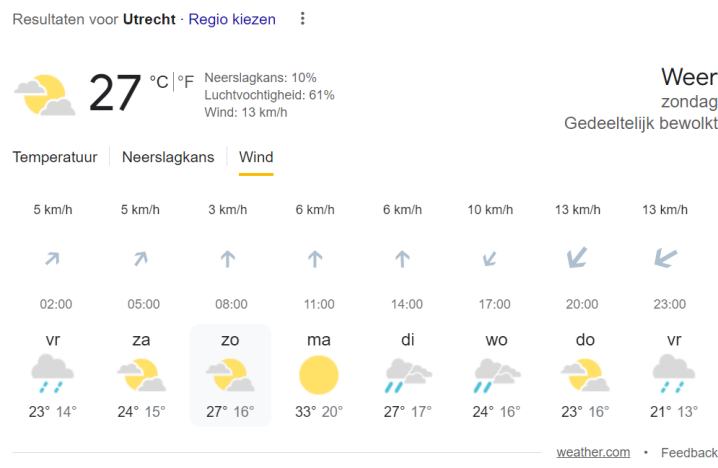 Resultaten voor Utrecht · Regio kiezen
27 °C | °F
Neerslagkans: 10%
Luchtvochtigheid: 61%
Wind: 13 km/h
Weer
zondag
Gedeeltelijk bewolkt
Temperatuur Neerslagkans Wind
5 km/h 5 km/h 3 km/h 6 km/h 6 km/h 10 km/h 13 km/h 13 km/h
02:00 05:00 08:00 11:00 14:00 17:00 20:00 23:00
vr za zo ma di wo do vr
23° 14° 24° 15° 27° 16° 33° 20° 27° 17° 24° 16° 23° 16° 21° 13°
weather.com • Feedback